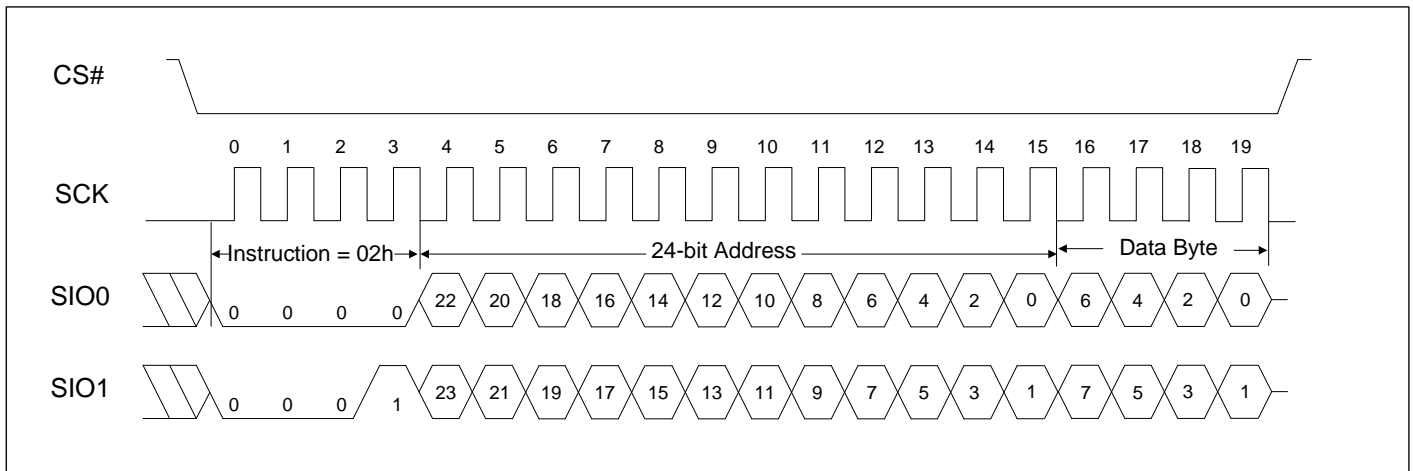 CS#
0 1 2 3 4 5 6 7 8 9 10 11 12 13 14 15 16 17 18 19
SCK
Instruction = 02h 24-bit Address Data Byte
SIO0 0 0 0 0 22 20 18 16 14 12 10 8 6 4 2 0 6 4 2 0
SIO1 0 0 0 1 23 21 19 17 15 13 11 9 7 5 3 1 7 5 3 1